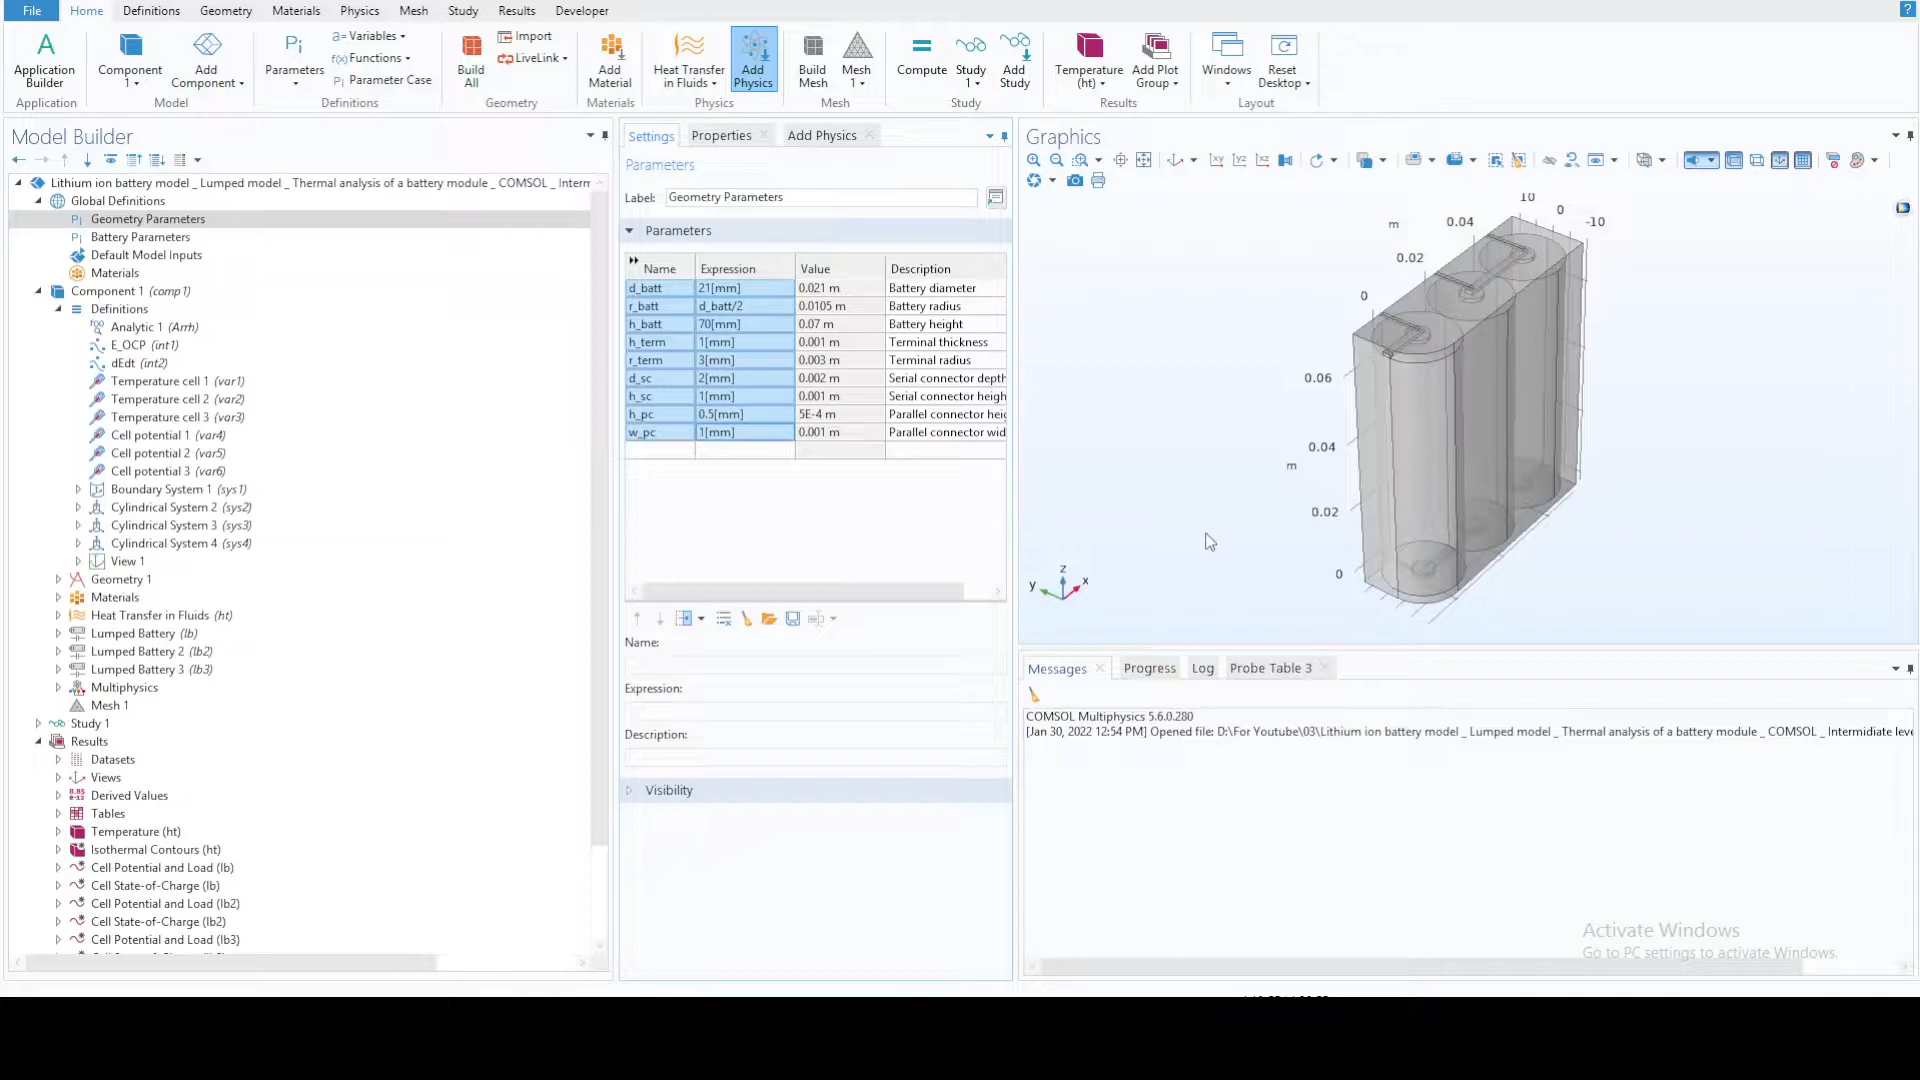 File Home Definitions Geometry Materials Physics Mesh Study Results Developer
?
Application Builder
Application
Component 1
Add Component
Model
Pi Parameters
a= Variables
f(x) Functions
Pi Parameter Case
Definitions
Build All
Import
LiveLink
Geometry
Add Material
Materials
Heat Transfer in Fluids
Add Physics
Physics
Build Mesh
Mesh 1
Mesh
Compute
Study 1
Add Study
Study
Temperature (ht)
Add Plot Group
Results
Windows
Reset Desktop
Layout
Model Builder
Lithium ion battery model _ Lumped model _ Thermal analysis of a battery module _ COMSOL _ Interm
Global Definitions
Pi Geometry Parameters
Pi Battery Parameters
Default Model Inputs
Materials
Component 1 (comp1)
Definitions
Analytic 1 (Arrh)
E_OCP (int1)
dEdt (int2)
Temperature cell 1 (var1)
Temperature cell 2 (var2)
Temperature cell 3 (var3)
Cell potential 1 (var4)
Cell potential 2 (var5)
Cell potential 3 (var6)
Boundary System 1 (sys1)
Cylindrical System 2 (sys2)
Cylindrical System 3 (sys3)
Cylindrical System 4 (sys4)
View 1
Geometry 1
Materials
Heat Transfer in Fluids (ht)
Lumped Battery (lb)
Lumped Battery 2 (lb2)
Lumped Battery 3 (lb3)
Multiphysics
Mesh 1
Study 1
Results
Datasets
Views
Derived Values
Tables
Temperature (ht)
Isothermal Contours (ht)
Cell Potential and Load (lb)
Cell State-of-Charge (lb)
Cell Potential and Load (lb2)
Cell State-of-Charge (lb2)
Cell Potential and Load (lb3)
Settings Properties Add Physics
Parameters
Label: Geometry Parameters
Parameters
Name Expression Value Description
d_batt 21[mm] 0.021 m Battery diameter
r_batt d_batt/2 0.0105 m Battery radius
h_batt 70[mm] 0.07 m Battery height
h_term 1[mm] 0.001 m Terminal thickness
r_term 3[mm] 0.003 m Terminal radius
d_sc 2[mm] 0.002 m Serial connector depth
h_sc 1[mm] 0.001 m Serial connector heigh
h_pc 0.5[mm] 5E-4 m Parallel connector heig
w_pc 1[mm] 0.001 m Parallel connector wid
Name:
Expression:
Description:
Visibility
Graphics
xy yz xz
10
0
-10
m
0.04
0.02
0
0.06
0.04
m
0.02
0
z
y x
Messages Progress Log Probe Table 3
COMSOL Multiphysics 5.6.0.280
[Jan 30, 2022 12:54 PM] Opened file: D:\For Youtube\03\Lithium ion battery model _ Lumped model _ Thermal analysis of a battery module _ COMSOL _ Intermidiate leve
Activate Windows
Go to PC settings to activate Windows.